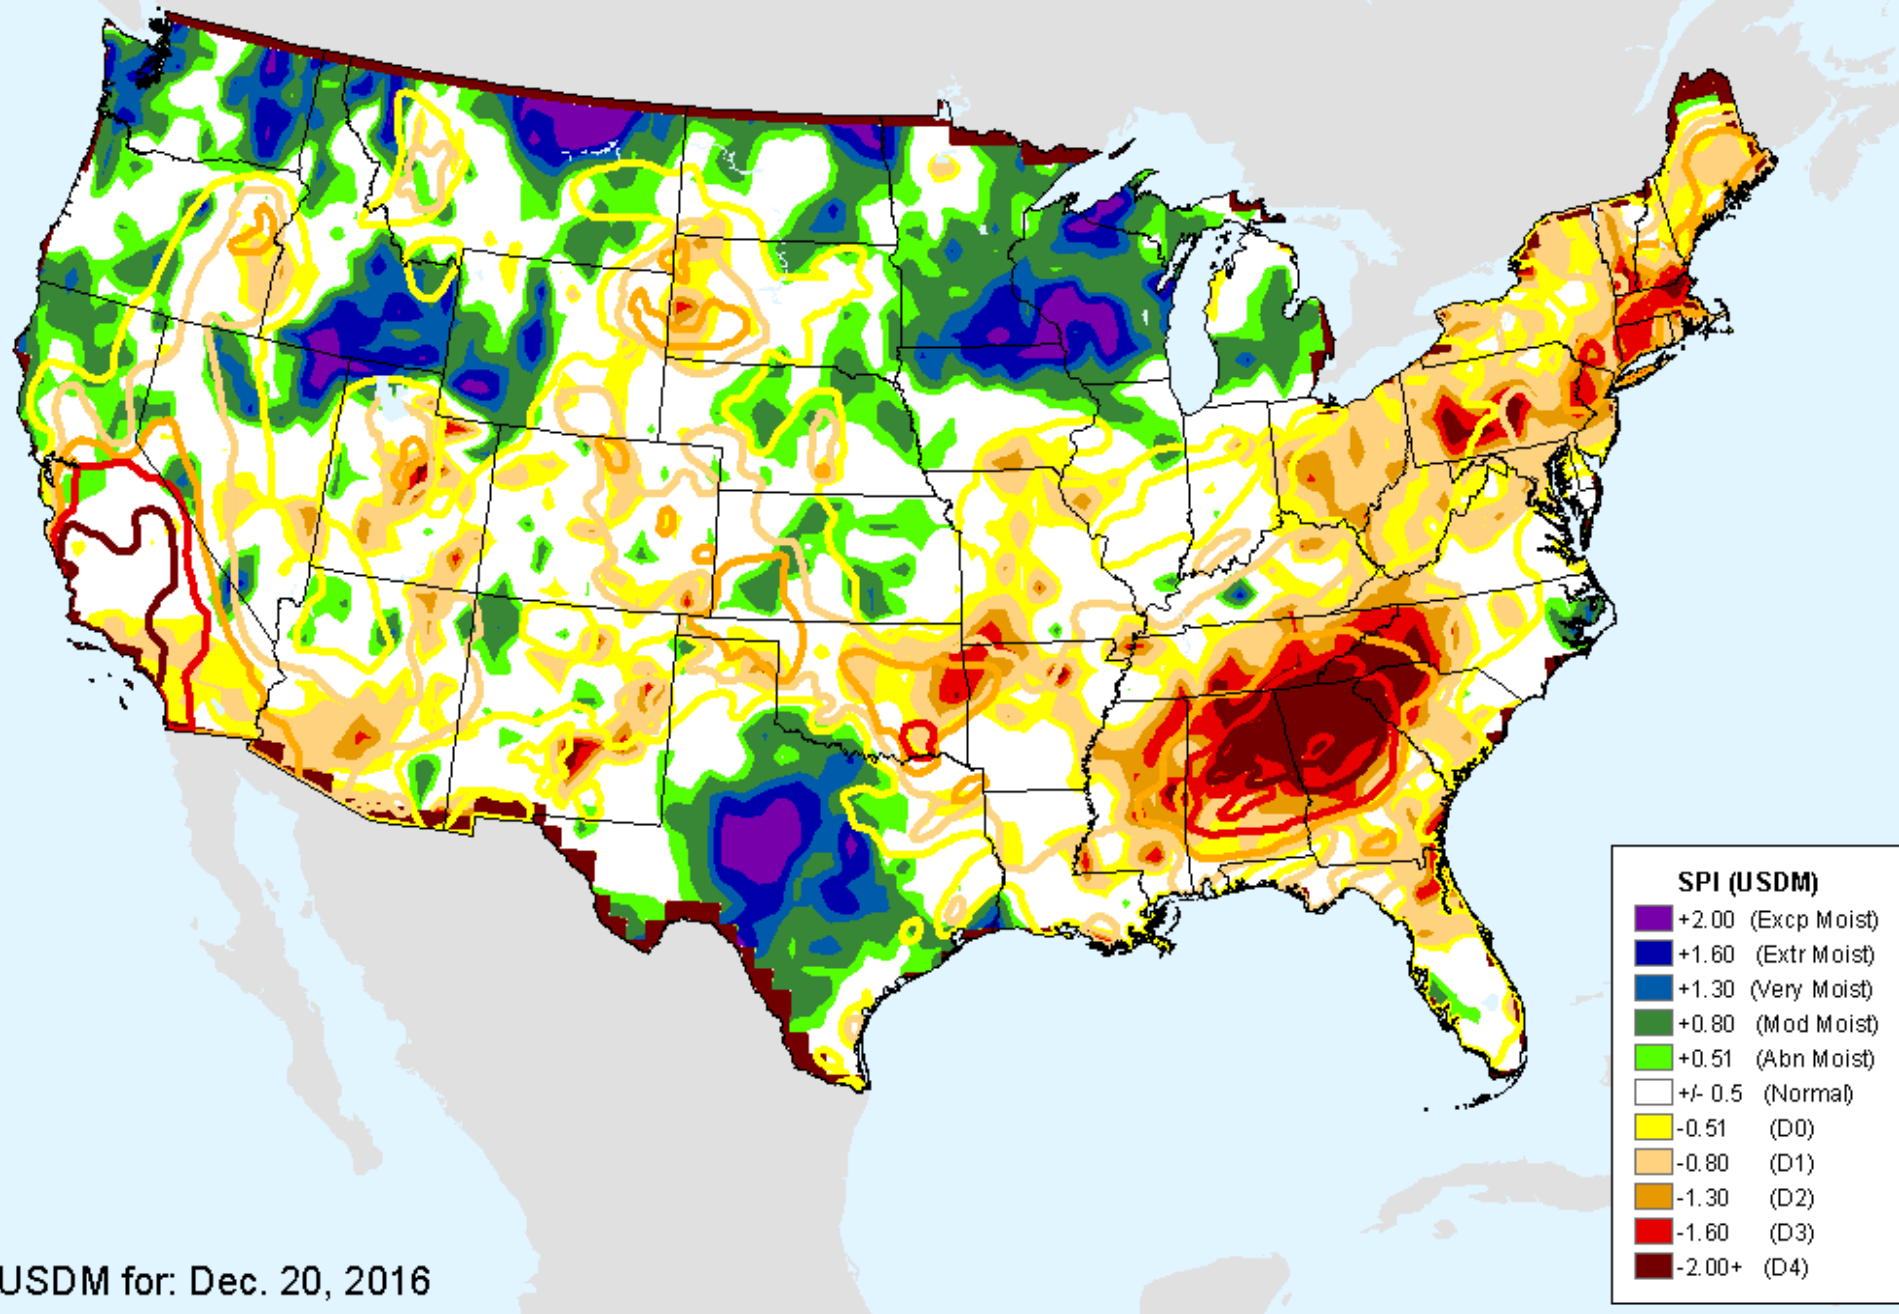 SPI (USDM)
+2.00 (Excp Moist)
+1.60 (Extr Moist)
+1.30 (Very Moist)
+0.80 (Mod Moist)
+0.51 (Abn Moist)
+/- 0.5 (Normal)
-0.51 (D0)
-0.80 (D1)
-1.30 (D2)
-1.60 (D3)
-2.00+ (D4)
USDM for: Dec. 20, 2016